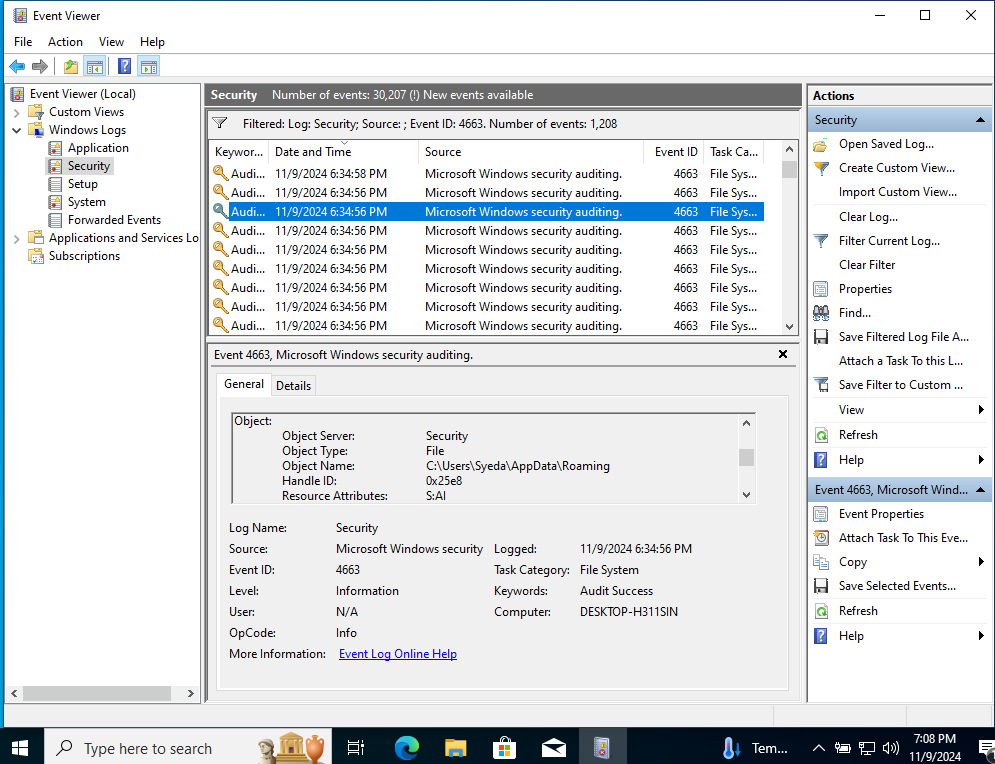 Event Viewer
File Action View Help
Event Viewer (Local)
Custom Views
Windows Logs
Application
Security
Setup
System
Forwarded Events
Applications and Services Lo
Subscriptions
Security Number of events: 30,207 (!) New events available
Filtered: Log: Security; Source: ; Event ID: 4663. Number of events: 1,208
Keywor... Date and Time Source Event ID Task Ca...
Audi... 11/9/2024 6:34:58 PM Microsoft Windows security auditing. 4663 File Sys...
Audi... 11/9/2024 6:34:56 PM Microsoft Windows security auditing. 4663 File Sys...
Audi... 11/9/2024 6:34:56 PM Microsoft Windows security auditing. 4663 File Sys...
Audi... 11/9/2024 6:34:56 PM Microsoft Windows security auditing. 4663 File Sys...
Audi... 11/9/2024 6:34:56 PM Microsoft Windows security auditing. 4663 File Sys...
Audi... 11/9/2024 6:34:56 PM Microsoft Windows security auditing. 4663 File Sys...
Audi... 11/9/2024 6:34:56 PM Microsoft Windows security auditing. 4663 File Sys...
Audi... 11/9/2024 6:34:56 PM Microsoft Windows security auditing. 4663 File Sys...
Audi... 11/9/2024 6:34:56 PM Microsoft Windows security auditing. 4663 File Sys...
Event 4663, Microsoft Windows security auditing.
General Details
Object:
Object Server: Security
Object Type: File
Object Name: C:\Users\Syeda\AppData\Roaming
Handle ID: 0x25e8
Resource Attributes: S:AI
Log Name: Security
Source: Microsoft Windows security Logged: 11/9/2024 6:34:56 PM
Event ID: 4663 Task Category: File System
Level: Information Keywords: Audit Success
User: N/A Computer: DESKTOP-H311SIN
OpCode: Info
More Information: Event Log Online Help
Actions
Security
Open Saved Log...
Create Custom View...
Import Custom View...
Clear Log...
Filter Current Log...
Clear Filter
Properties
Find...
Save Filtered Log File A...
Attach a Task To this L...
Save Filter to Custom ...
View
Refresh
Help
Event 4663, Microsoft Wind...
Event Properties
Attach Task To This Eve...
Copy
Save Selected Events...
Refresh
Help
Type here to search
Tem...
7:08 PM
11/9/2024